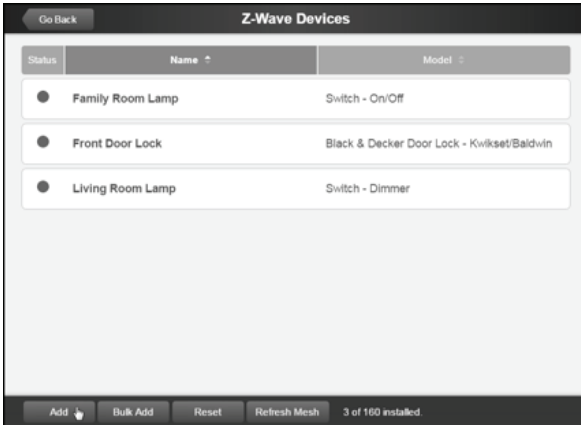 Go Back
Z-Wave Devices
Status Name Model
Family Room Lamp Switch - On/Off
Front Door Lock Black & Decker Door Lock - Kwikset/Baldwin
Living Room Lamp Switch - Dimmer
Add Bulk Add Reset Refresh Mesh 3 of 160 installed.